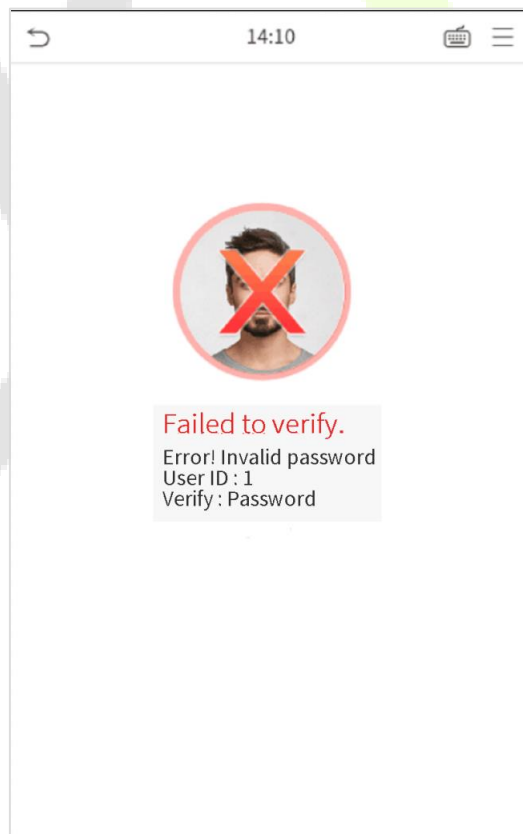 14:10
Failed to verify.
Error! Invalid password
User ID : 1
Verify : Password